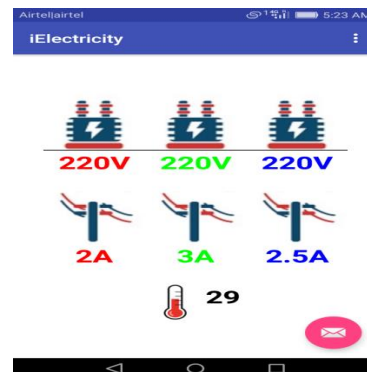 Airtel|airtel 5:23 AM
iElectricity
220V 220V 220V
2A 3A 2.5A
29